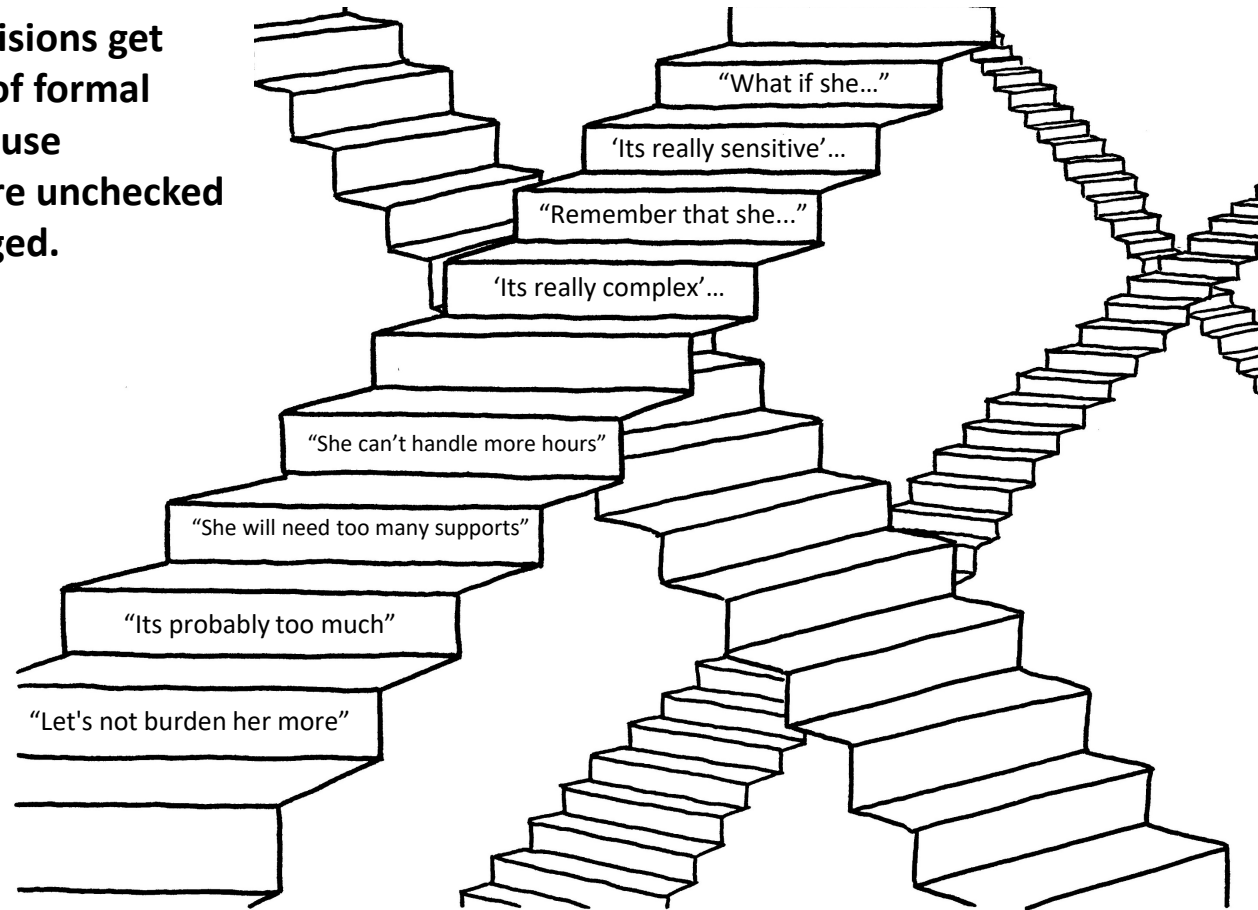 isions get
of formal
use
re unchecked
ged.
“What if she...”
‘Its really sensitive’...
“Remember that she...”
‘Its really complex’...
“She can’t handle more hours”
“She will need too many supports”
“Its probably too much”
“Let's not burden her more”